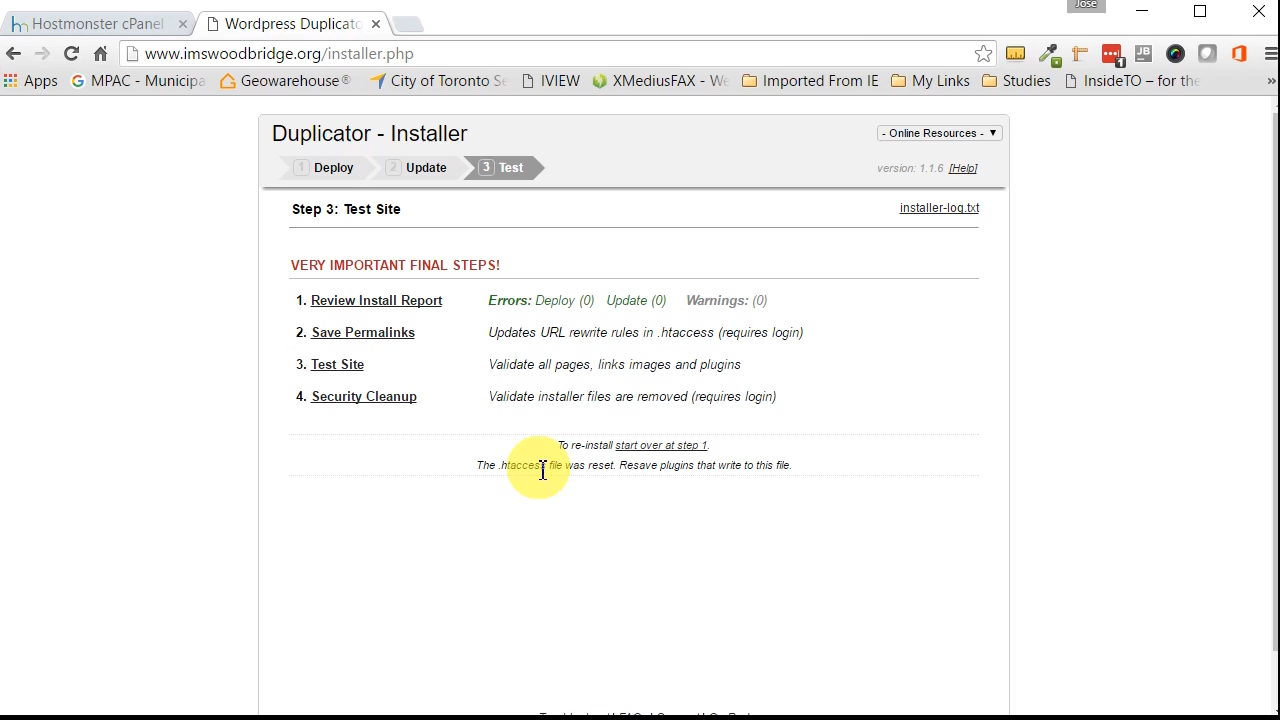 Jose
Hostmonster cPanel
Wordpress Duplicato
www.imswoodbridge.org/installer.php
1
JB
Apps
MPAC - Municipa
Geowarehouse®
City of Toronto Se
IVIEW
XMediusFAX - We
Imported From IE
My Links
Studies
InsideTO – for the
»
Duplicator - Installer
- Online Resources -
1 Deploy
2 Update
3 Test
version: 1.1.6 [Help]
Step 3: Test Site
installer-log.txt
VERY IMPORTANT FINAL STEPS!
1. Review Install Report Errors: Deploy (0) Update (0) Warnings: (0)
2. Save Permalinks Updates URL rewrite rules in .htaccess (requires login)
3. Test Site Validate all pages, links images and plugins
4. Security Cleanup Validate installer files are removed (requires login)
To re-install start over at step 1.
The .htaccess file was reset. Resave plugins that write to this file.